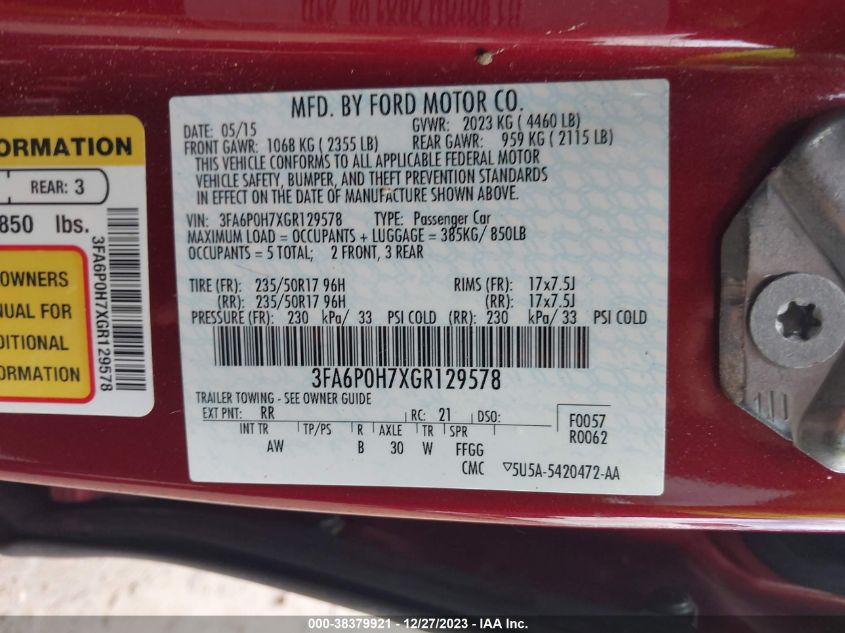 MFD. BY FORD MOTOR CO.
DATE: 05/15 GVWR: 2023 KG ( 4460 LB)
FRONT GAWR: 1068 KG ( 2355 LB) REAR GAWR: 959 KG ( 2115 LB)
THIS VEHICLE CONFORMS TO ALL APPLICABLE FEDERAL MOTOR
VEHICLE SAFETY, BUMPER, AND THEFT PREVENTION STANDARDS
IN EFFECT ON THE DATE OF MANUFACTURE SHOWN ABOVE.
VIN: 3FA6P0H7XGR129578 TYPE: Passenger Car
MAXIMUM LOAD = OCCUPANTS + LUGGAGE = 385KG/ 850LB
OCCUPANTS = 5 TOTAL; 2 FRONT, 3 REAR
TIRE (FR): 235/50R17 96H RIMS (FR): 17x7.5J
(RR): 235/50R17 96H (RR): 17x7.5J
PRESSURE (FR): 230 kPa/ 33 PSI COLD (RR): 230 kPa/ 33 PSI COLD
3FA6P0H7XGR129578
TRAILER TOWING - SEE OWNER GUIDE
EXT PNT: RR RC: 21 DSO: F0057
R0062
INT TR TP/PS R AXLE TR SPR
AW B 30 W FFGG
CMC ▽5U5A-5420472-AA
ORMATION
REAR: 3
850 lbs.
OWNERS
NUAL FOR
DITIONAL
ORMATION
3FA6P0H7XGR129578
000-38379921 - 12/27/2023 - CMC